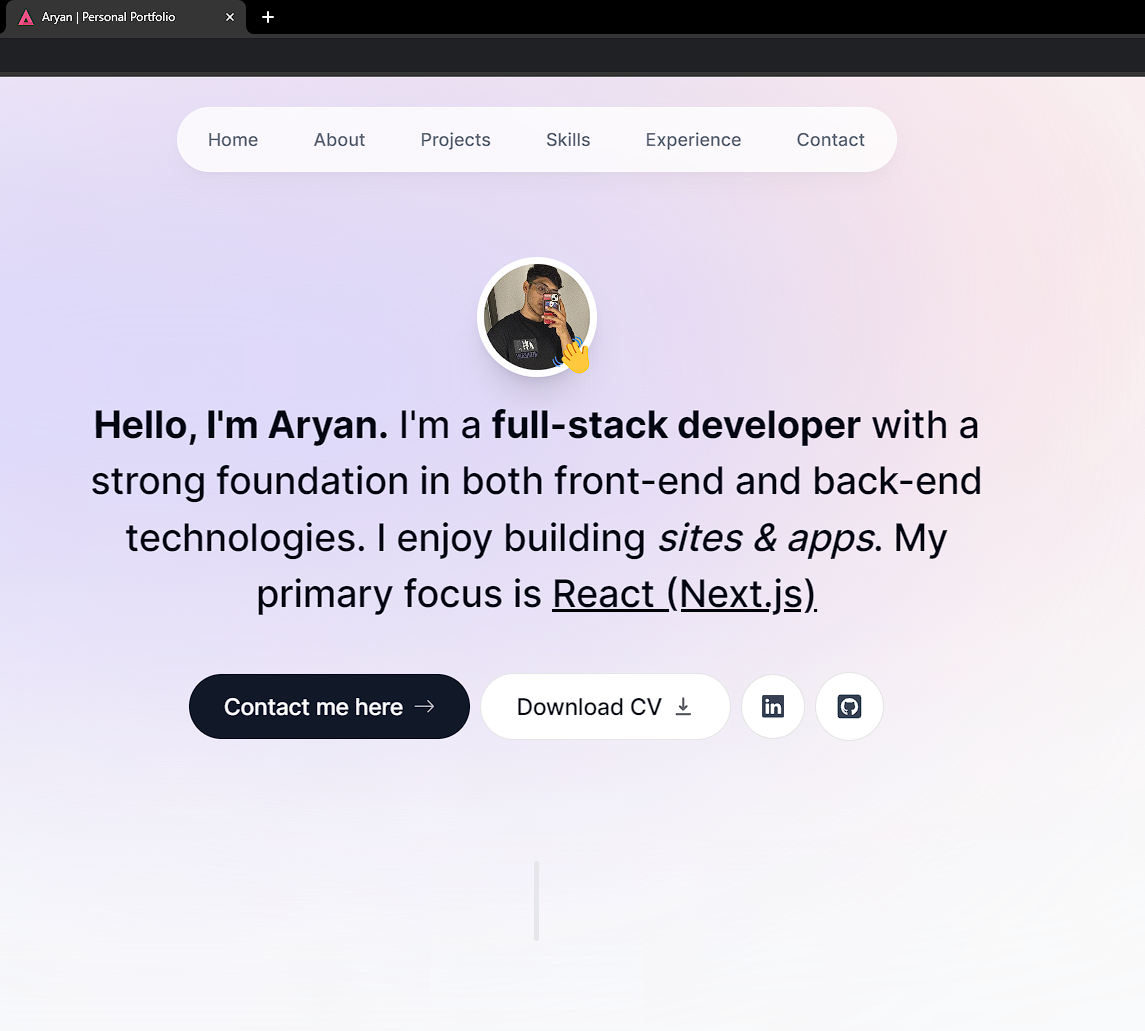 Aryan | Personal Portfolio
Home About Projects Skills Experience Contact
Hello, I'm Aryan. I'm a full-stack developer with a
strong foundation in both front-end and back-end
technologies. I enjoy building sites & apps. My
primary focus is React (Next.js)
Contact me here → Download CV in